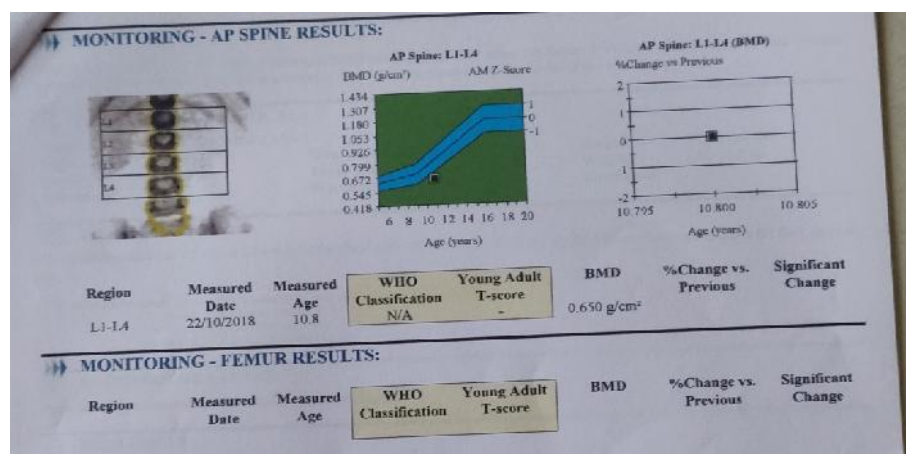 MONITORING - AP SPINE RESULTS:
AP Spine: L1-L4
BMD (g/cm²) AM Z-Score
1.434
1.307
1.180
1.053
0.926
0.799
0.672
0.545
0.418
1
0
-1
6 8 10 12 14 16 18 20
Age (years)
AP Spine: L1-L4 (BMD)
%Change vs Previous
2
1
0
-1
-2
10.795 10.800 10.805
Age (years)
L2
L3
L4
Region Measured Date Measured Age WHO Classification Young Adult T-score BMD %Change vs. Previous Significant Change
L1-L4 22/10/2018 10.8 N/A - 0.650 g/cm²
MONITORING - FEMUR RESULTS:
Region Measured Date Measured Age WHO Classification Young Adult T-score BMD %Change vs. Previous Significant Change